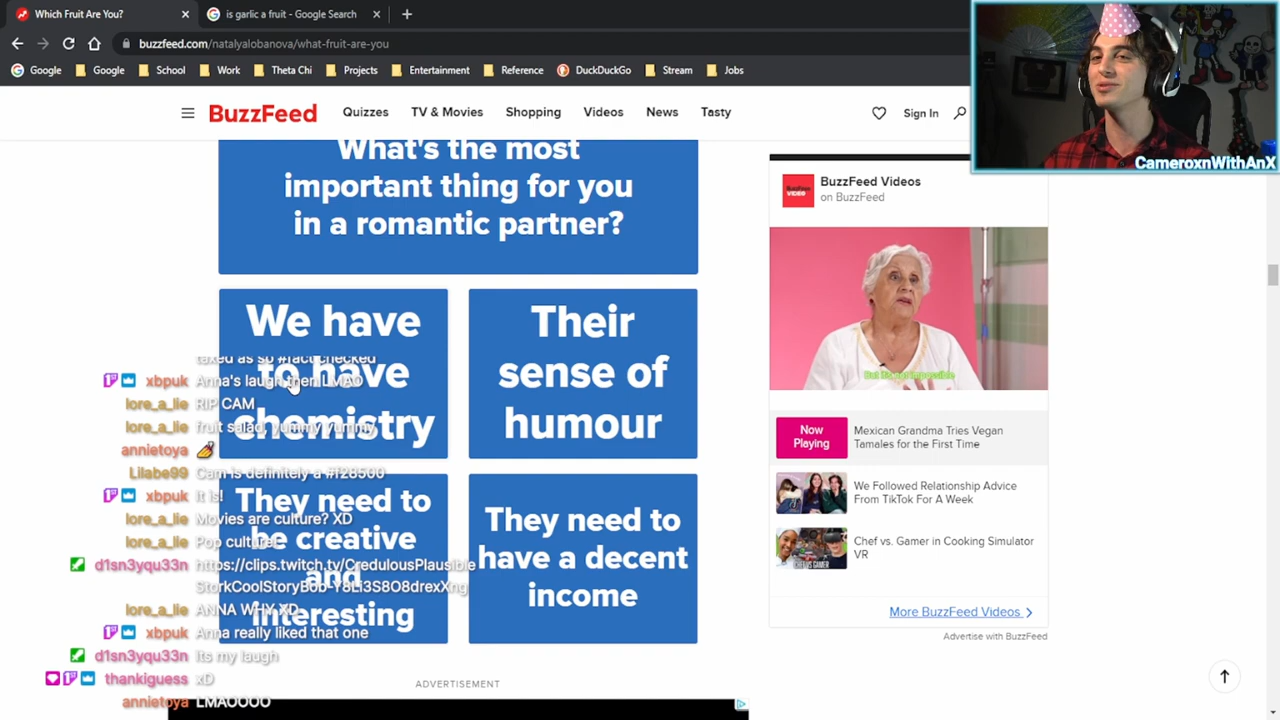 Which Fruit Are You?
is garlic a fruit - Google Search
buzzfeed.com/natalyalobanova/what-fruit-are-you
Google
Google
School
Work
Theta Chi
Projects
Entertainment
Reference
DuckDuckGo
Stream
Jobs
CameroxnWithAnX
BuzzFeed
Quizzes
TV & Movies
Shopping
Videos
News
Tasty
Sign In
What's the most
important thing for you
in a romantic partner?
We have
to have
chemistry
Their
sense of
humour
They need to
be creative
and
interesting
They need to
have a decent
income
taxed as so #factchecked
xbpuk Anna's laugh then LMAO
lore_a_lie RIP CAM
lore_a_lie fruit salad, yummy yummy
annietoya
Lilabe99 Cam is definitely a #f28500
xbpuk It is!
lore_a_lie Movies are culture? XD
lore_a_lie Pop culture
d1sn3yqu33n https://clips.twitch.tv/CredulousPlausible
StorkCoolStoryBob-Y8Li3S8O8drexXng
lore_a_lie ANNA WHY XD
xbpuk Anna really liked that one
d1sn3yqu33n Its my laugh
thankiguess xD
annietoya LMAOOOO
ADVERTISEMENT
BuzzFeed Videos
on BuzzFeed
Now
Playing
Mexican Grandma Tries Vegan
Tamales for the First Time
We Followed Relationship Advice
From TikTok For A Week
Chef vs. Gamer in Cooking Simulator
VR
More BuzzFeed Videos
Advertise with BuzzFeed